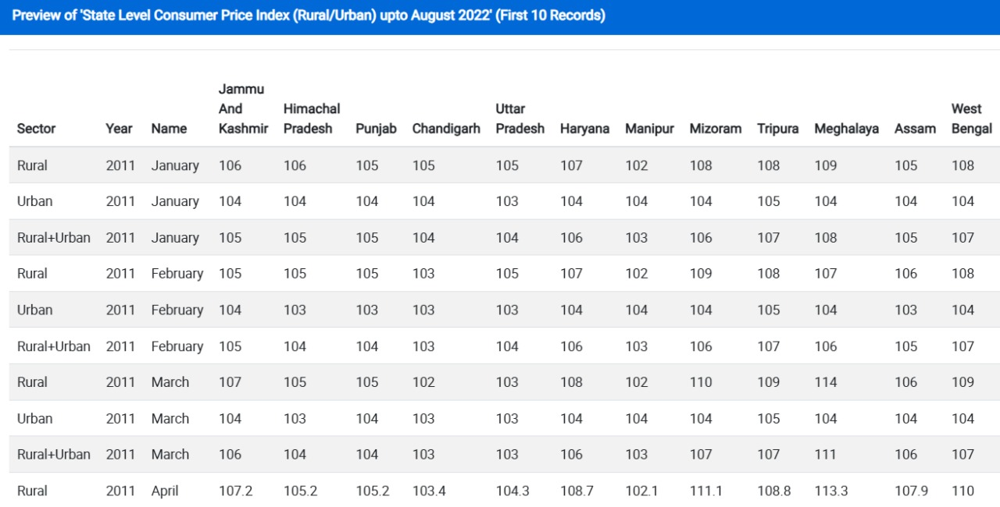 Preview of 'State Level Consumer Price Index (Rural/Urban) upto August 2022' (First 10 Records)
Sector Year Name Jammu And Kashmir Himachal Pradesh Punjab Chandigarh Uttar Pradesh Haryana Manipur Mizoram Tripura Meghalaya Assam West Bengal
Rural 2011 January 106 106 105 105 105 107 102 108 108 109 105 108
Urban 2011 January 104 104 104 104 103 104 104 104 105 104 104 104
Rural+Urban 2011 January 105 105 105 104 104 106 103 106 107 108 105 107
Rural 2011 February 105 105 105 103 105 107 102 109 108 107 106 108
Urban 2011 February 104 103 103 103 103 104 104 104 105 104 103 104
Rural+Urban 2011 February 105 104 104 103 104 106 103 106 107 106 105 107
Rural 2011 March 107 105 105 102 103 108 102 110 109 114 106 109
Urban 2011 March 104 103 104 103 103 104 104 104 105 104 104 104
Rural+Urban 2011 March 106 104 104 103 103 106 103 107 107 111 106 107
Rural 2011 April 107.2 105.2 105.2 103.4 104.3 108.7 102.1 111.1 108.8 113.3 107.9 110